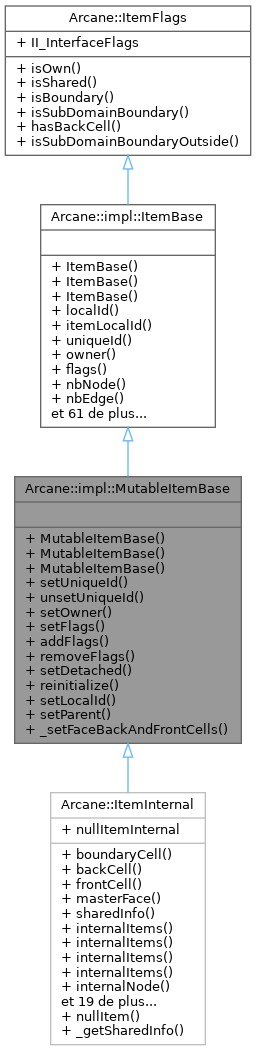 Arcane::ItemFlags
+ II_InterfaceFlags
+ isOwn()
+ isShared()
+ isBoundary()
+ isSubDomainBoundary()
+ hasBackCell()
+ isSubDomainBoundaryOutside()
Arcane::impl::ItemBase
+ ItemBase()
+ ItemBase()
+ ItemBase()
+ localId()
+ itemLocalId()
+ uniqueId()
+ owner()
+ flags()
+ nbNode()
+ nbEdge()
et 61 de plus...
Arcane::impl::MutableItemBase
+ MutableItemBase()
+ MutableItemBase()
+ MutableItemBase()
+ setUniqueId()
+ unsetUniqueId()
+ setOwner()
+ setFlags()
+ addFlags()
+ removeFlags()
+ setDetached()
+ reinitialize()
+ setLocalId()
+ setParent()
+ _setFaceBackAndFrontCells()
Arcane::ItemInternal
+ nullItemInternal
+ boundaryCell()
+ backCell()
+ frontCell()
+ masterFace()
+ sharedInfo()
+ internalItems()
+ internalItems()
+ internalItems()
+ internalItems()
+ internalNode()
et 19 de plus...
+ nullItem()
+ _getSharedInfo()